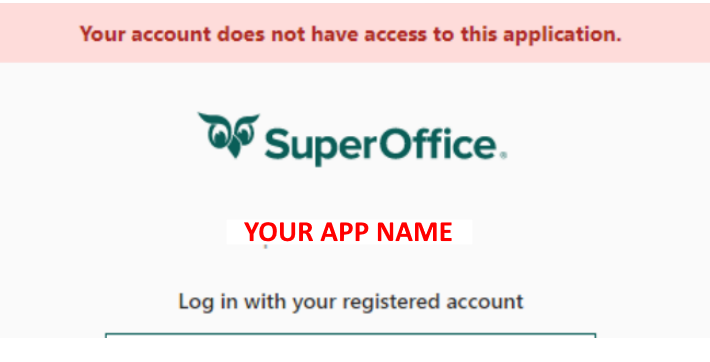 Your account does not have access to this application.
SuperOffice®
YOUR APP NAME
Log in with your registered account